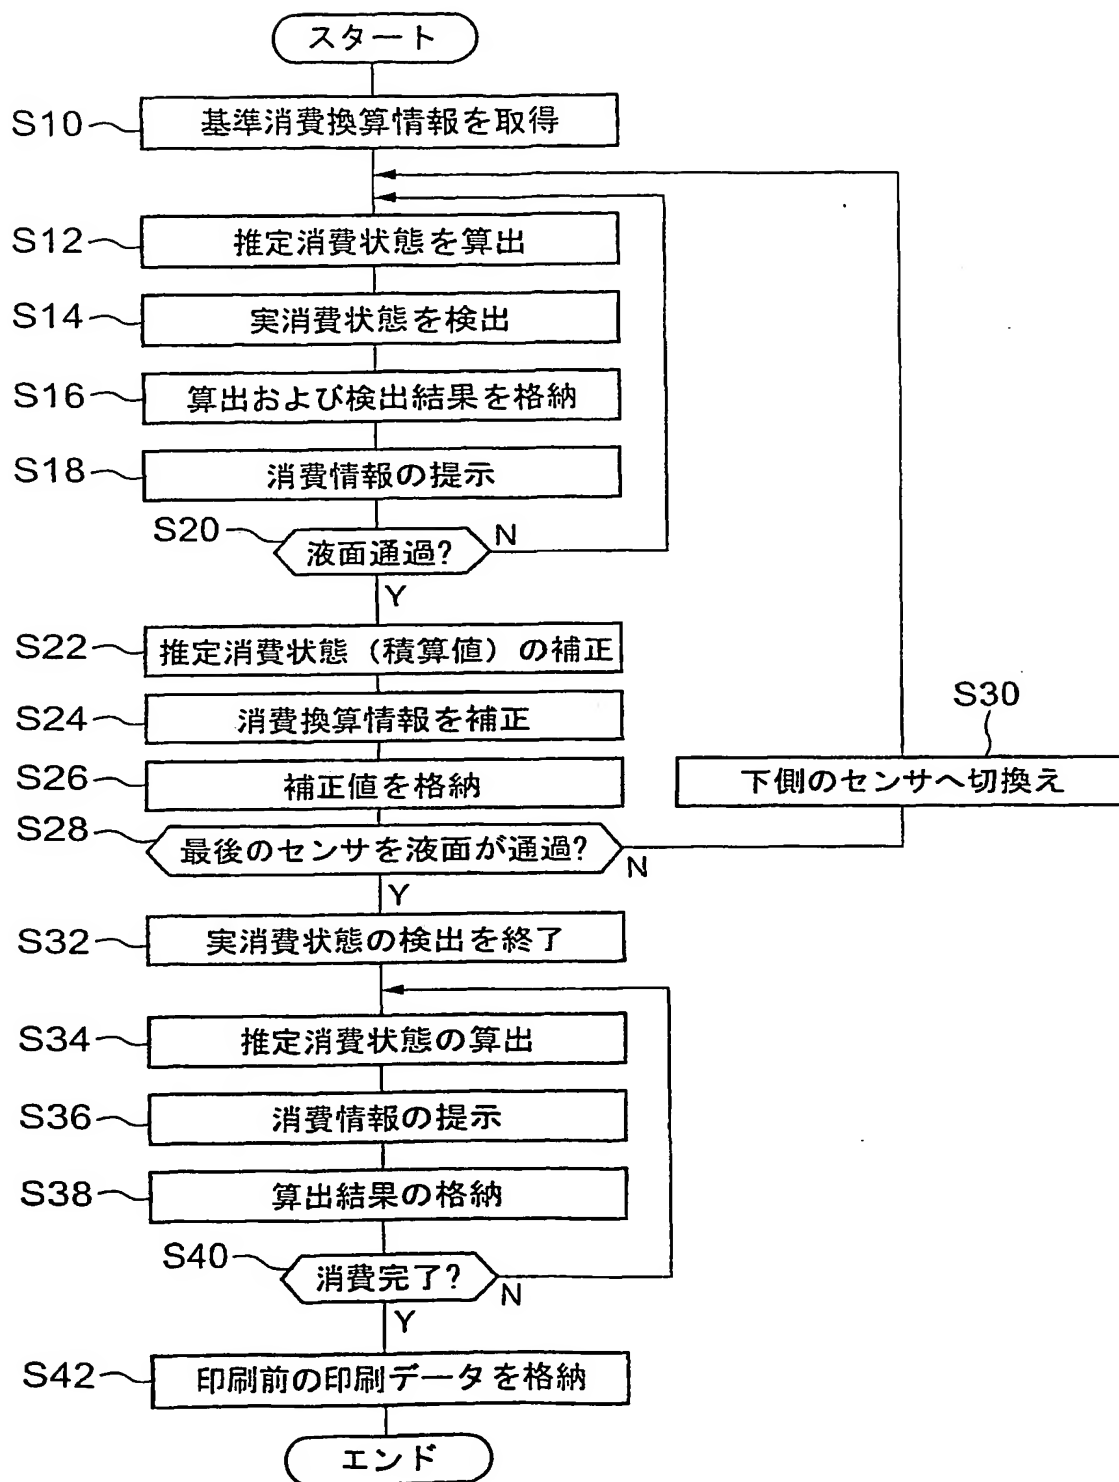 スタート
S10 基準消費換算情報を取得
S12 推定消費状態を算出
S14 実消費状態を検出
S16 算出および検出結果を格納
S18 消費情報の提示
S20 液面通過? N
Y
S22 推定消費状態（積算値）の補正
S24 消費換算情報を補正
S30
S26 補正値を格納
下側のセンサへ切換え
S28 最後のセンサを液面が通過? N
Y
S32 実消費状態の検出を終了
S34 推定消費状態の算出
S36 消費情報の提示
S38 算出結果の格納
S40 消費完了? N
Y
S42 印刷前の印刷データを格納
エンド